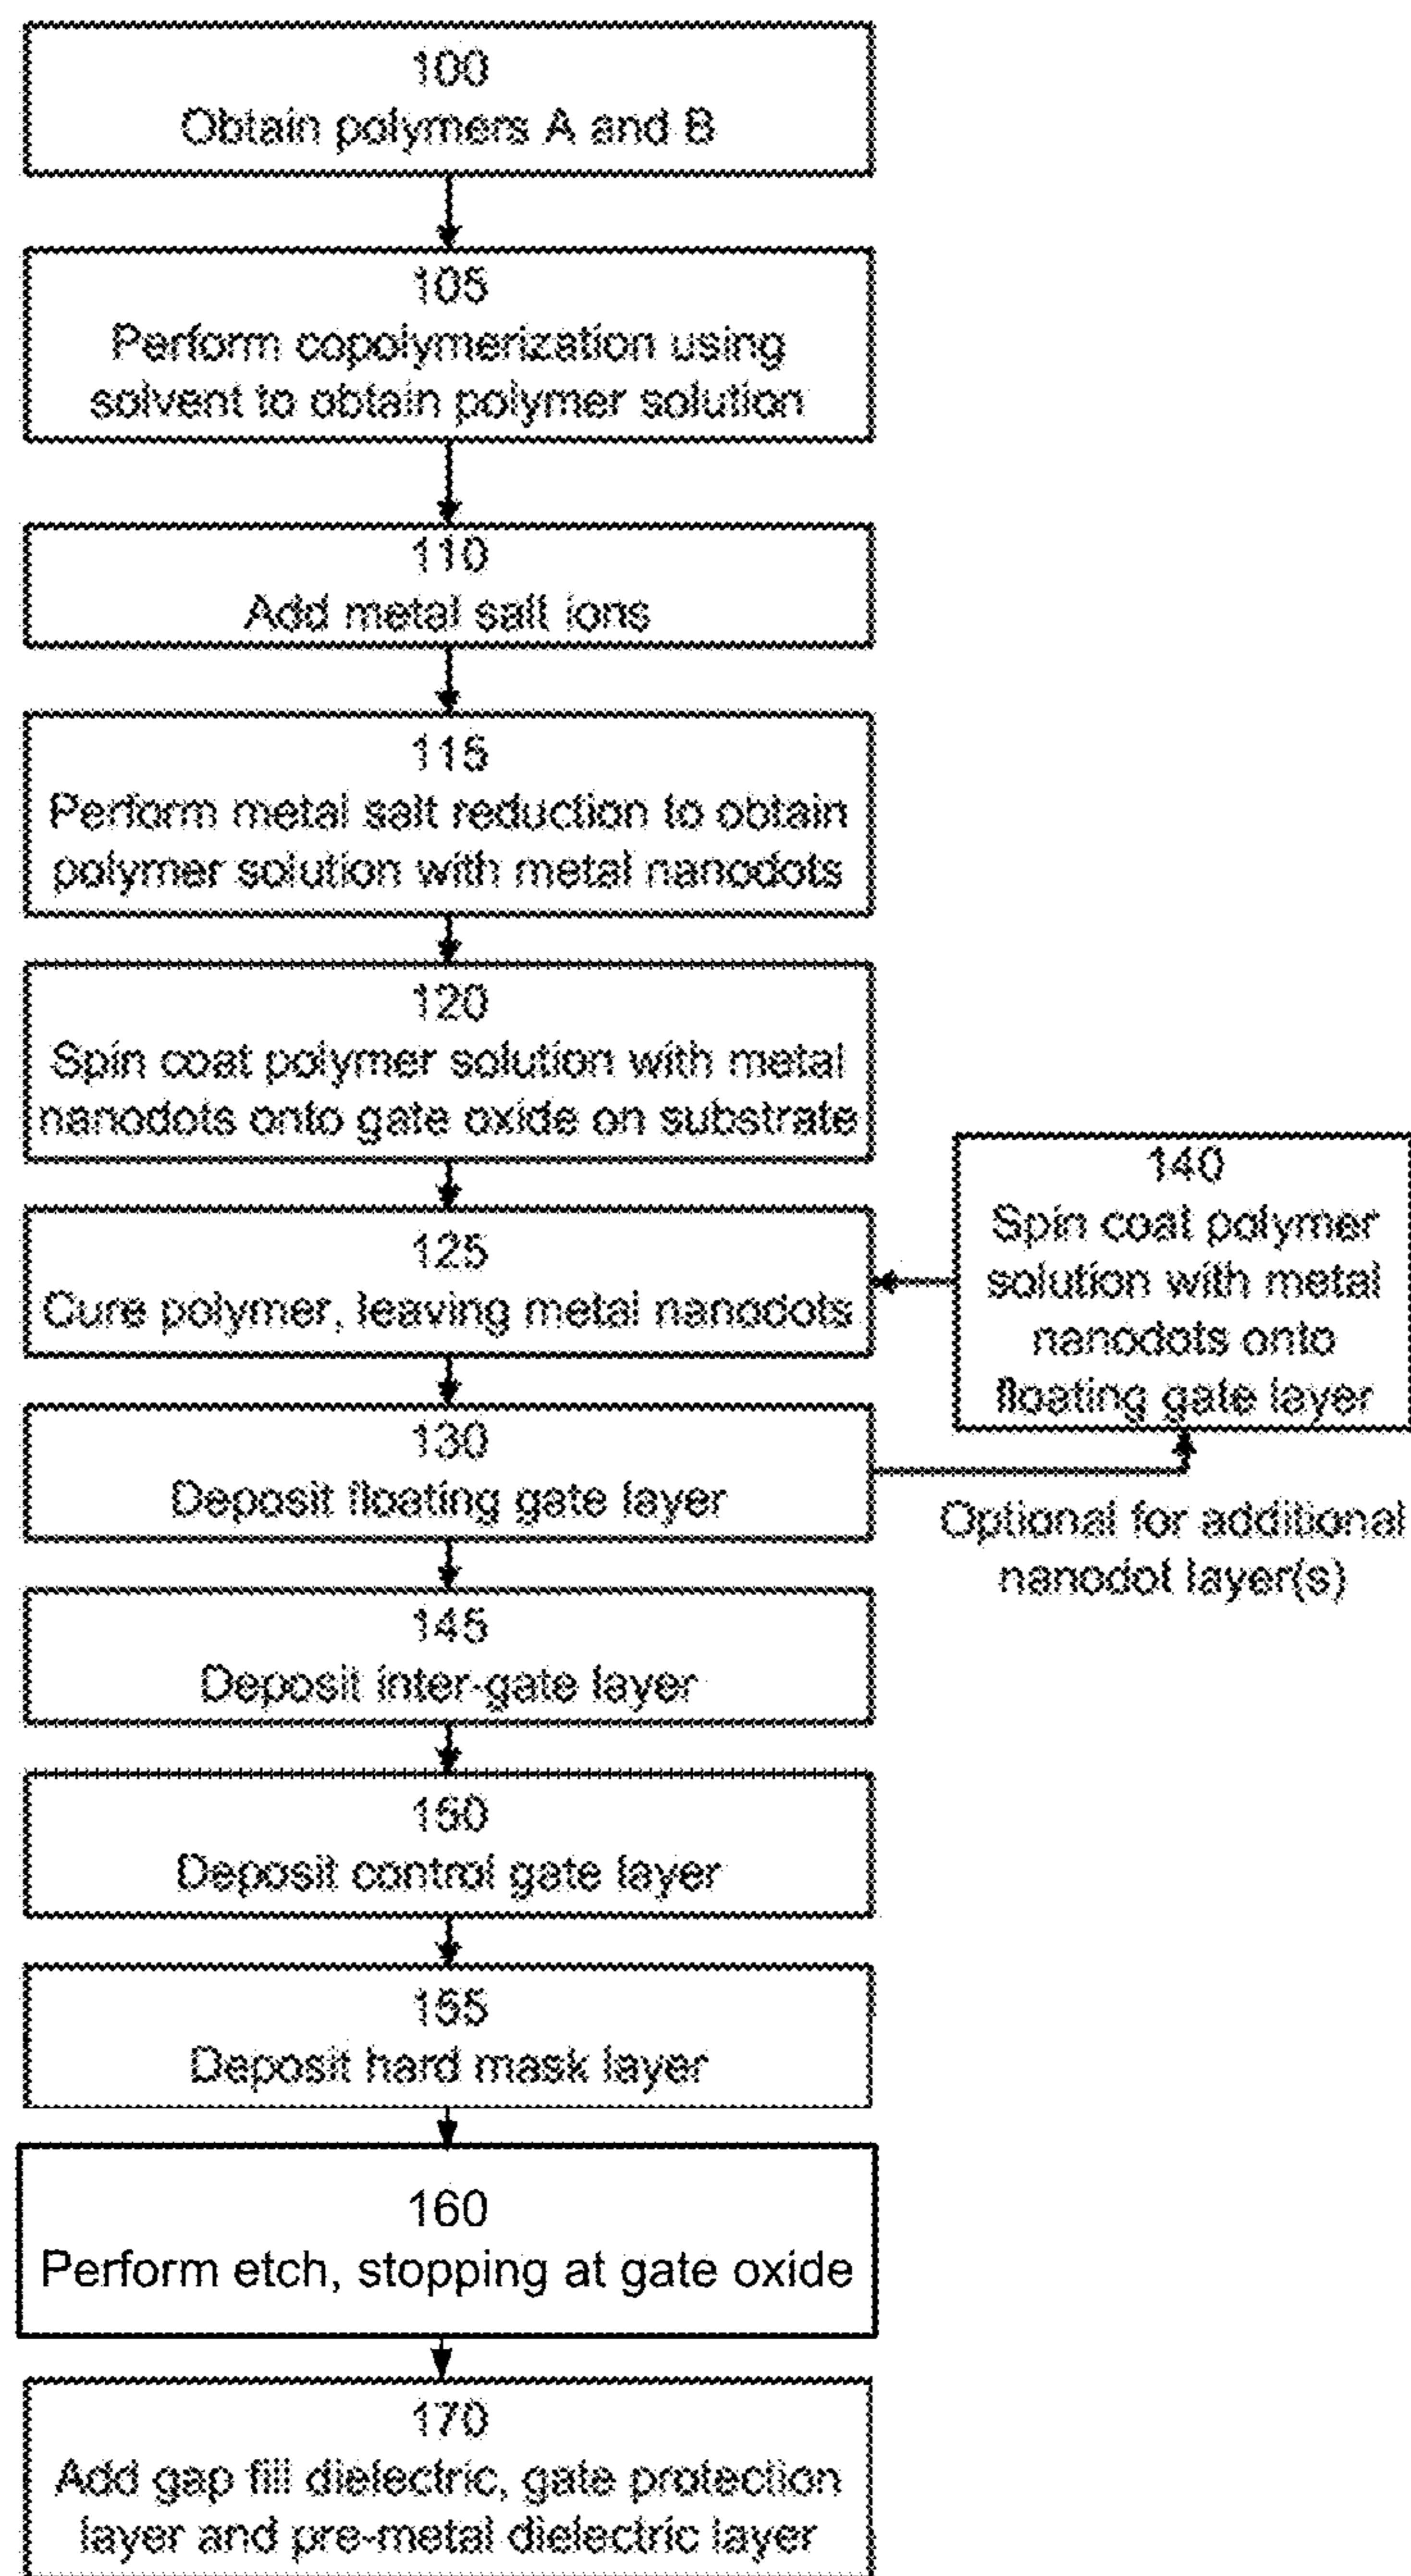 100
Obtain polymers A and B
105
Perform copolymerization using
solvent to obtain polymer solution
110
Add metal salt ions
115
Perform metal salt reduction to obtain
polymer solution with metal nanodots
120
Spin coat polymer solution with metal
nanodots onto gate oxide on substrate
125
Cure polymer, leaving metal nanodots
130
Deposit floating gate layer
140
Spin coat polymer
solution with metal
nanodots onto
floating gate layer
Optional for additional
nanodot layer(s)
145
Deposit inter-gate layer
150
Deposit control gate layer
155
Deposit hard mask layer
160
Perform etch, stopping at gate oxide
170
Add gap fill dielectric, gate protection
layer and pre-metal dielectric layer